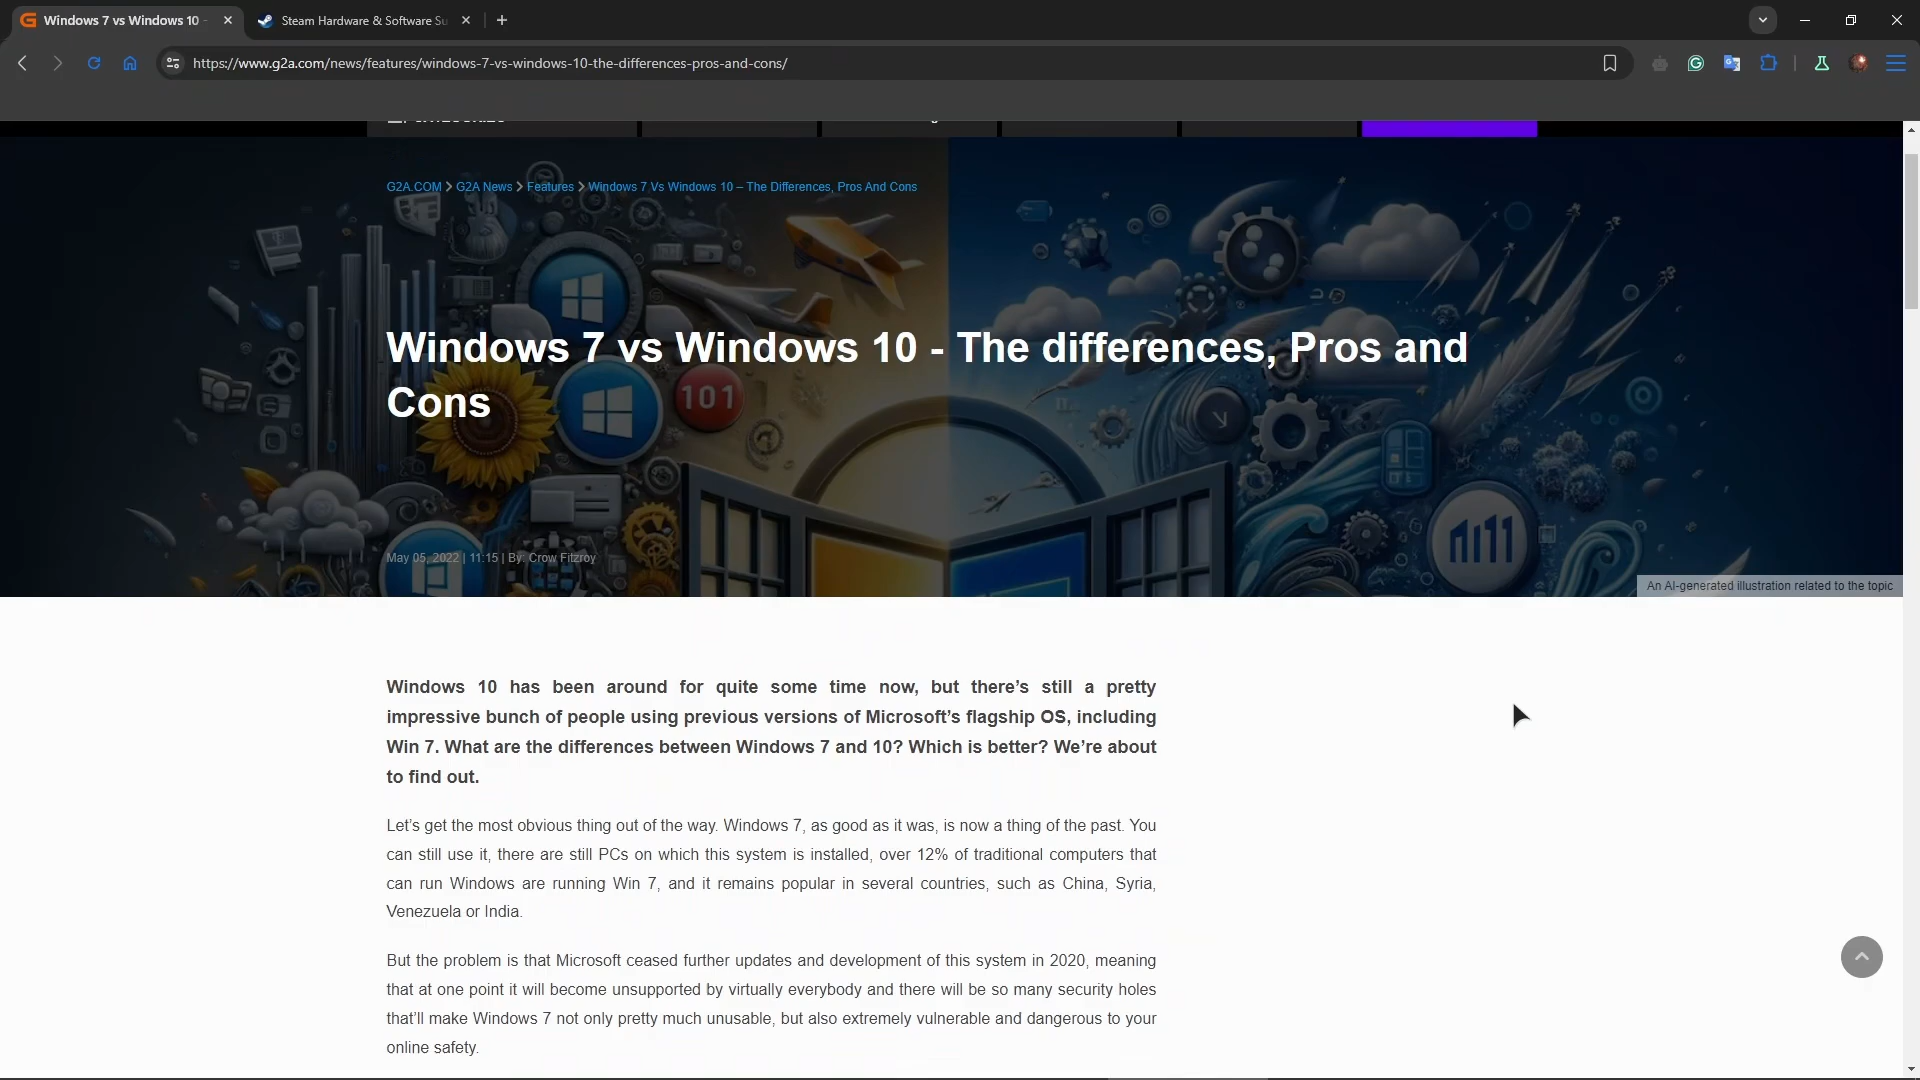 Windows 7 vs Windows 10 -
Steam Hardware & Software Su
https://www.g2a.com/news/features/windows-7-vs-windows-10-the-differences-pros-and-cons/
G2A.COM > G2A News > Features > Windows 7 Vs Windows 10 – The Differences, Pros And Cons
Windows 7 vs Windows 10 - The differences, Pros and
Cons
101
May 05, 2022 | 11:15 | By: Crow Fitzroy
An AI-generated illustration related to the topic
Windows 10 has been around for quite some time now, but there’s still a pretty
impressive bunch of people using previous versions of Microsoft’s flagship OS, including
Win 7. What are the differences between Windows 7 and 10? Which is better? We’re about
to find out.
Let’s get the most obvious thing out of the way. Windows 7, as good as it was, is now a thing of the past. You
can still use it, there are still PCs on which this system is installed, over 12% of traditional computers that
can run Windows are running Win 7, and it remains popular in several countries, such as China, Syria,
Venezuela or India.
But the problem is that Microsoft ceased further updates and development of this system in 2020, meaning
that at one point it will become unsupported by virtually everybody and there will be so many security holes
that’ll make Windows 7 not only pretty much unusable, but also extremely vulnerable and dangerous to your
online safety.